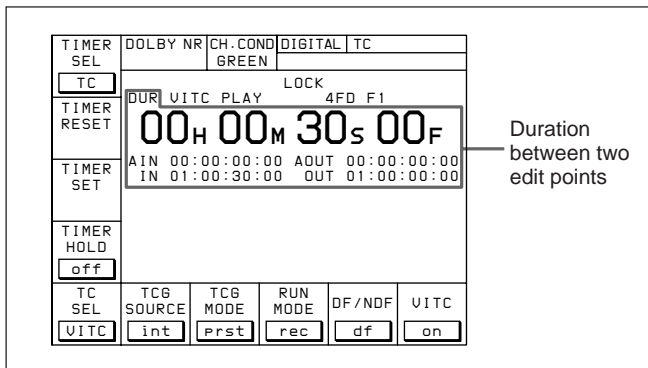 TIMER SEL
TC
DOLBY NR
CH.COND
GREEN
DIGITAL
TC
LOCK
DUR VITC PLAY 4FD F1
00H 00M 30S 00F
AIN 00:00:00:00 AOUT 00:00:00:00
IN 01:00:30:00 OUT 01:00:00:00
Duration
between two
edit points
TIMER
RESET
TIMER
SET
TIMER
HOLD
off
TC
SEL
VITC
TCG
SOURCE
int
TCG
MODE
prst
RUN
MODE
rec
DF/NDF
df
VITC
on